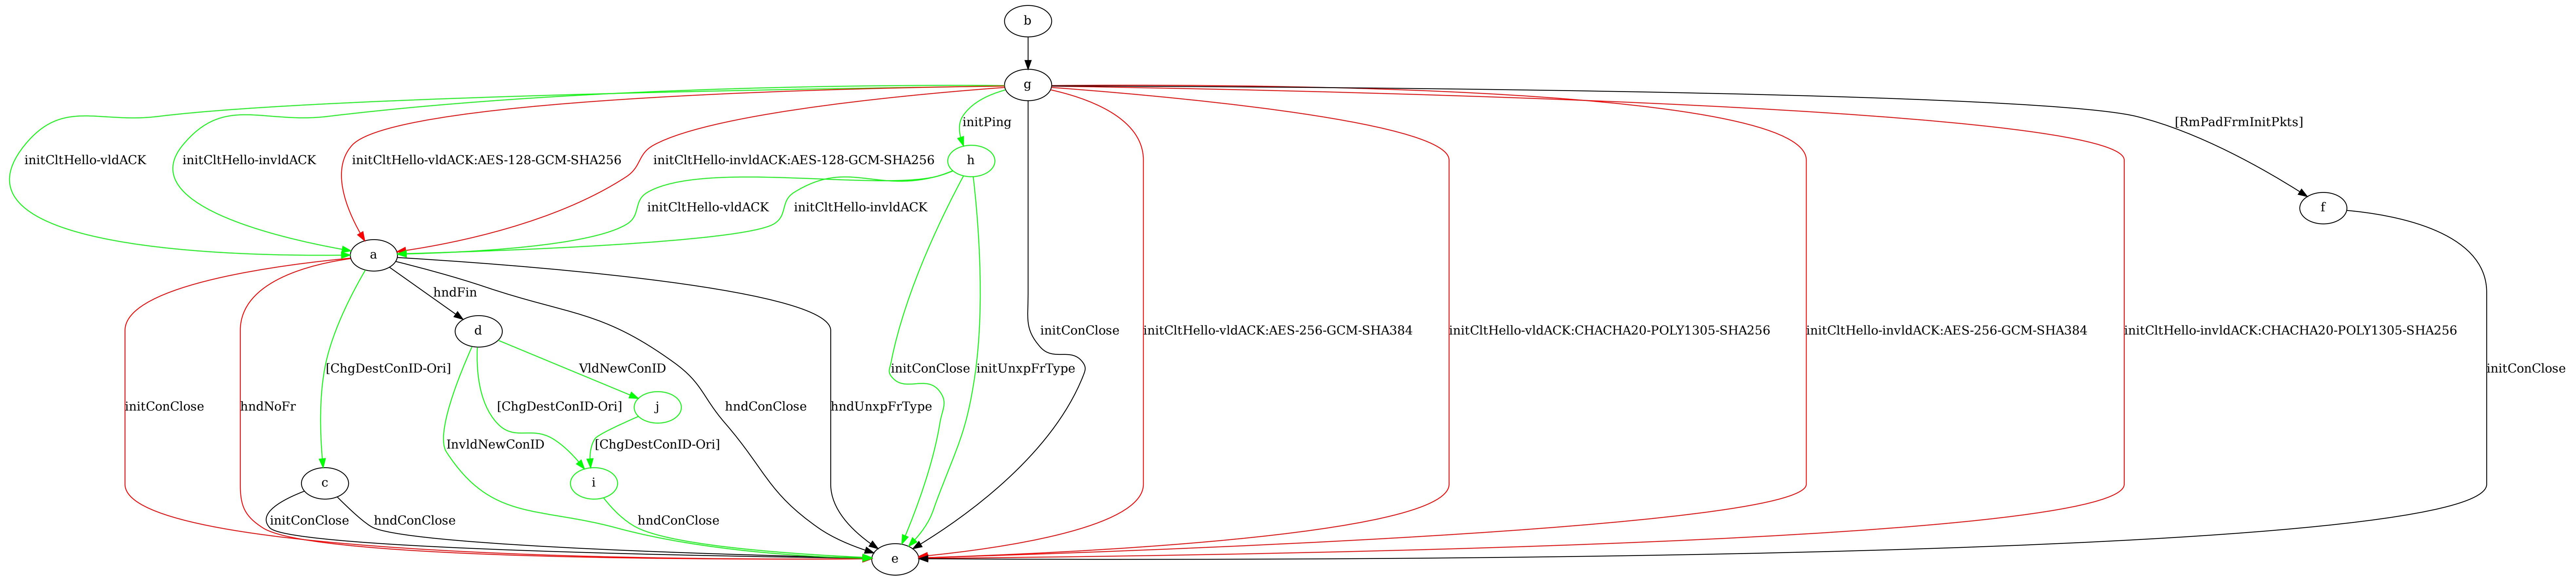 b
g
[RmPadFrmInitPkts]
initPing
initCltHello-vldACK
initCltHello-invldACK
initCltHello-vldACK:AES-128-GCM-SHA256
initCltHello-invldACK:AES-128-GCM-SHA256
h
initCltHello-vldACK
initCltHello-invldACK
f
a
hndFin
d
initConClose
initCltHello-vldACK:AES-256-GCM-SHA384
initCltHello-vldACK:CHACHA20-POLY1305-SHA256
initCltHello-invldACK:AES-256-GCM-SHA384
initCltHello-invldACK:CHACHA20-POLY1305-SHA256
[ChgDestConID-Ori]
VldNewConID
initConClose
initUnxpFrType
initConClose
initConClose
hndNoFr
[ChgDestConID-Ori]
j
hndConClose
hndUnxpFrType
InvldNewConID
[ChgDestConID-Ori]
c
i
initConClose
hndConClose
hndConClose
e